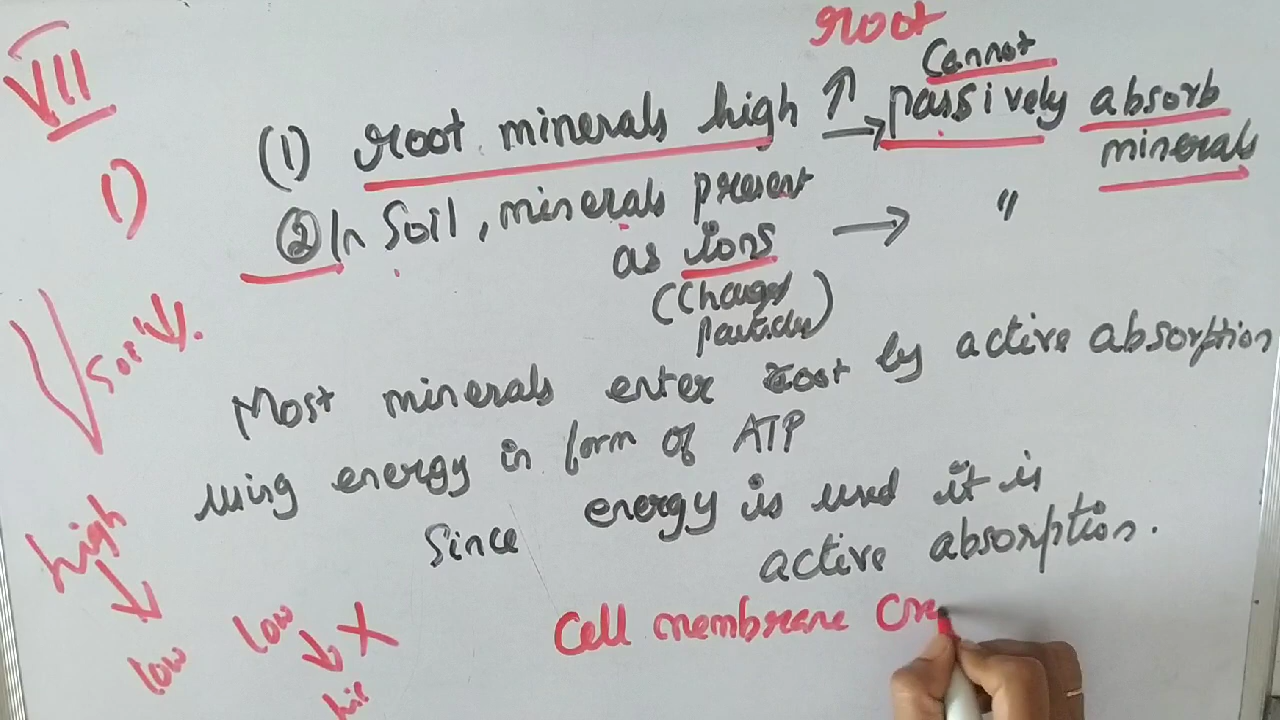 root
VII
Cannot
(1) root minerals high ↑ → passively absorb
minerals
1)
② In Soil, minerals present
as ions → "
(Charged
particles)
Soil ↓.
Most minerals enter root by active absorption
using energy in form of ATP
Since energy is used it is
active absorption.
high
↓
low
low
↓ X
Cell membrane